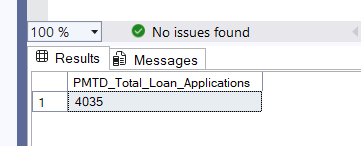 100 %
No issues found
Results
Messages
PMTD_Total_Loan_Applications
1 4035